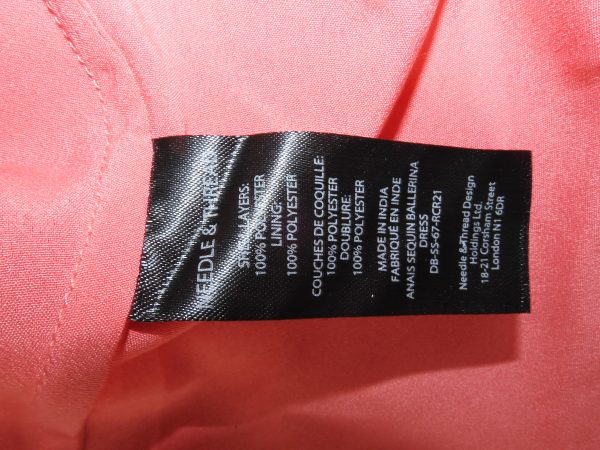 NEEDLE & THREAD
SHELL LAYERS:
100% POLYESTER
LINING:
100% POLYESTER
COUCHES DE COQUILLE:
100% POLYESTER
DOUBLURE:
100% POLYESTER
MADE IN INDIA
FABRIQUÉ EN INDE
ANAIS SEQUIN BALLERINA
DRESS
DB-SS-67-RCR21
Needle &Thread Design
Holdings Ltd.
18-21 Corsham Street
London N1 6DR